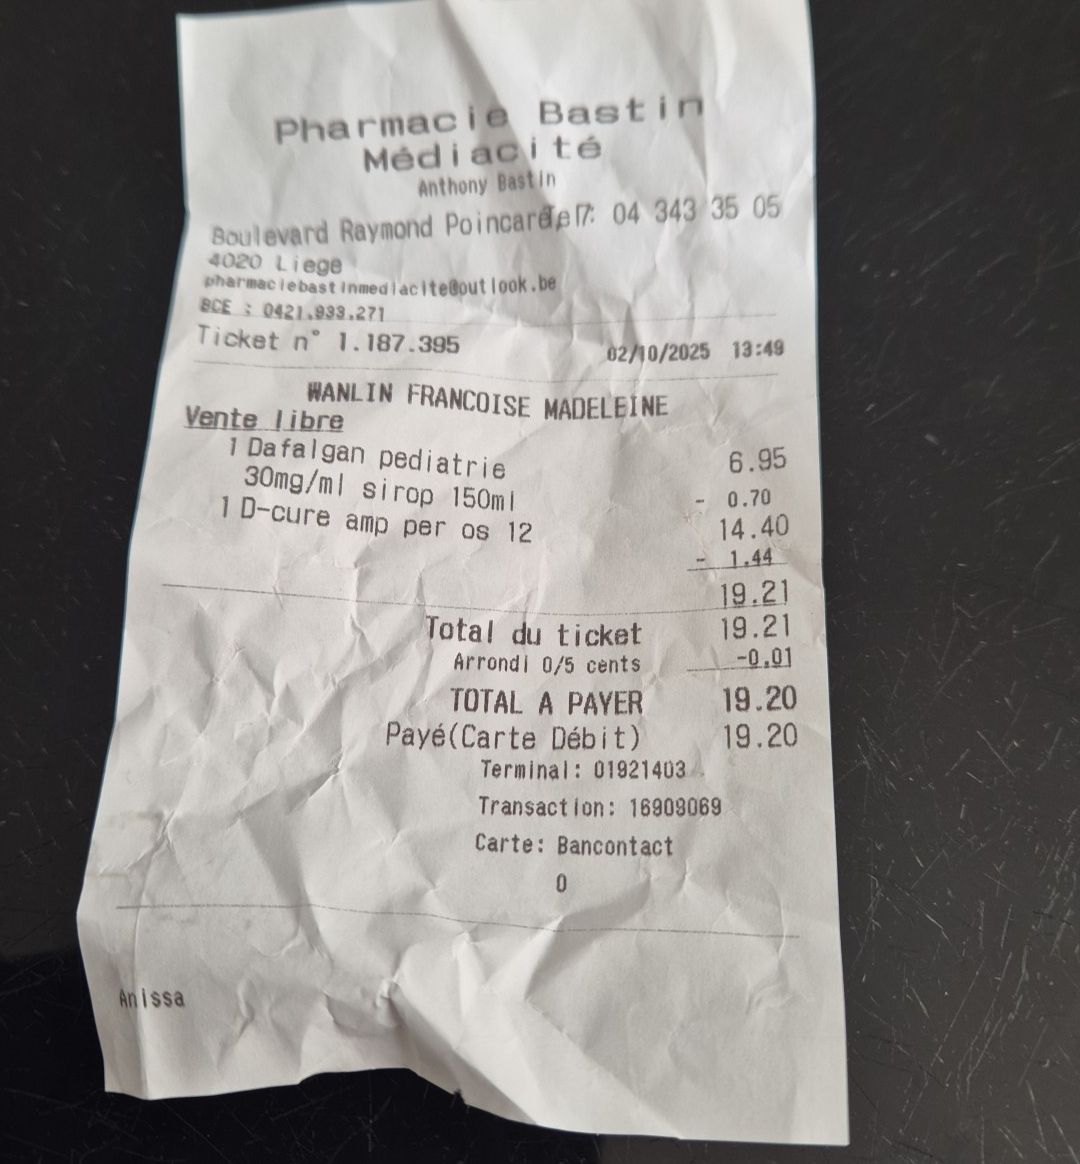 Pharmacie Bastin
Médiacité
Anthony Bastin
Boulevard Raymond Poincaré 7 Tel: 04 343 35 05
4020 Liege
pharmaciebastinmediacite@outlook.be
BCE : 0421.933.271
Ticket n° 1.187.395 02/10/2025 13:49
WANLIN FRANCOISE MADELEINE
Vente libre
1 Dafalgan pediatrie 6.95
30mg/ml sirop 150ml - 0.70
1 D-cure amp per os 12 14.40
- 1.44
19.21
Total du ticket 19.21
Arrondi 0/5 cents -0.01
TOTAL A PAYER 19.20
Payé(Carte Débit) 19.20
Terminal: 01921403
Transaction: 16909069
Carte: Bancontact
0
Anissa